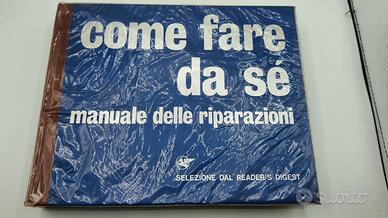 come fare
da sé
manuale delle riparazioni
SELEZIONE DAL READER'S DIGEST
subito